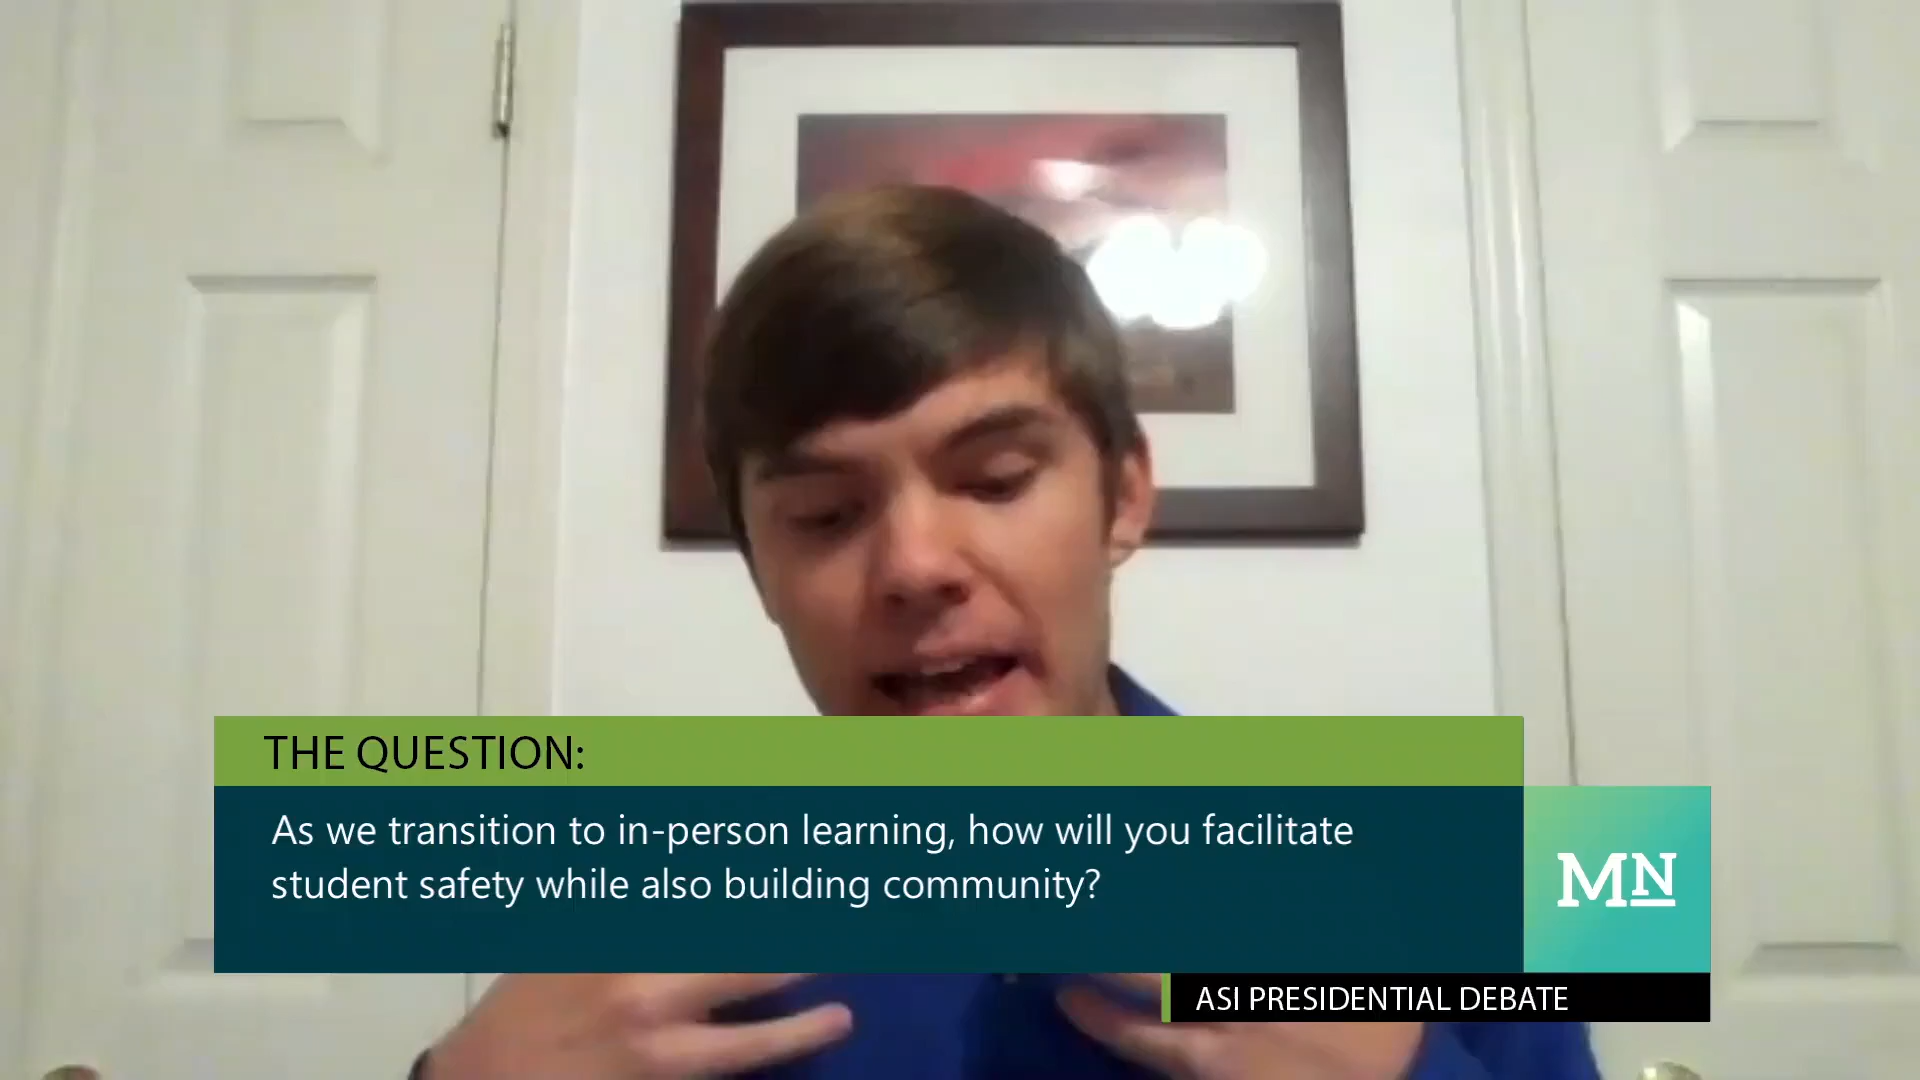 THE QUESTION:
As we transition to in-person learning, how will you facilitate
student safety while also building community?
MN
ASI PRESIDENTIAL DEBATE